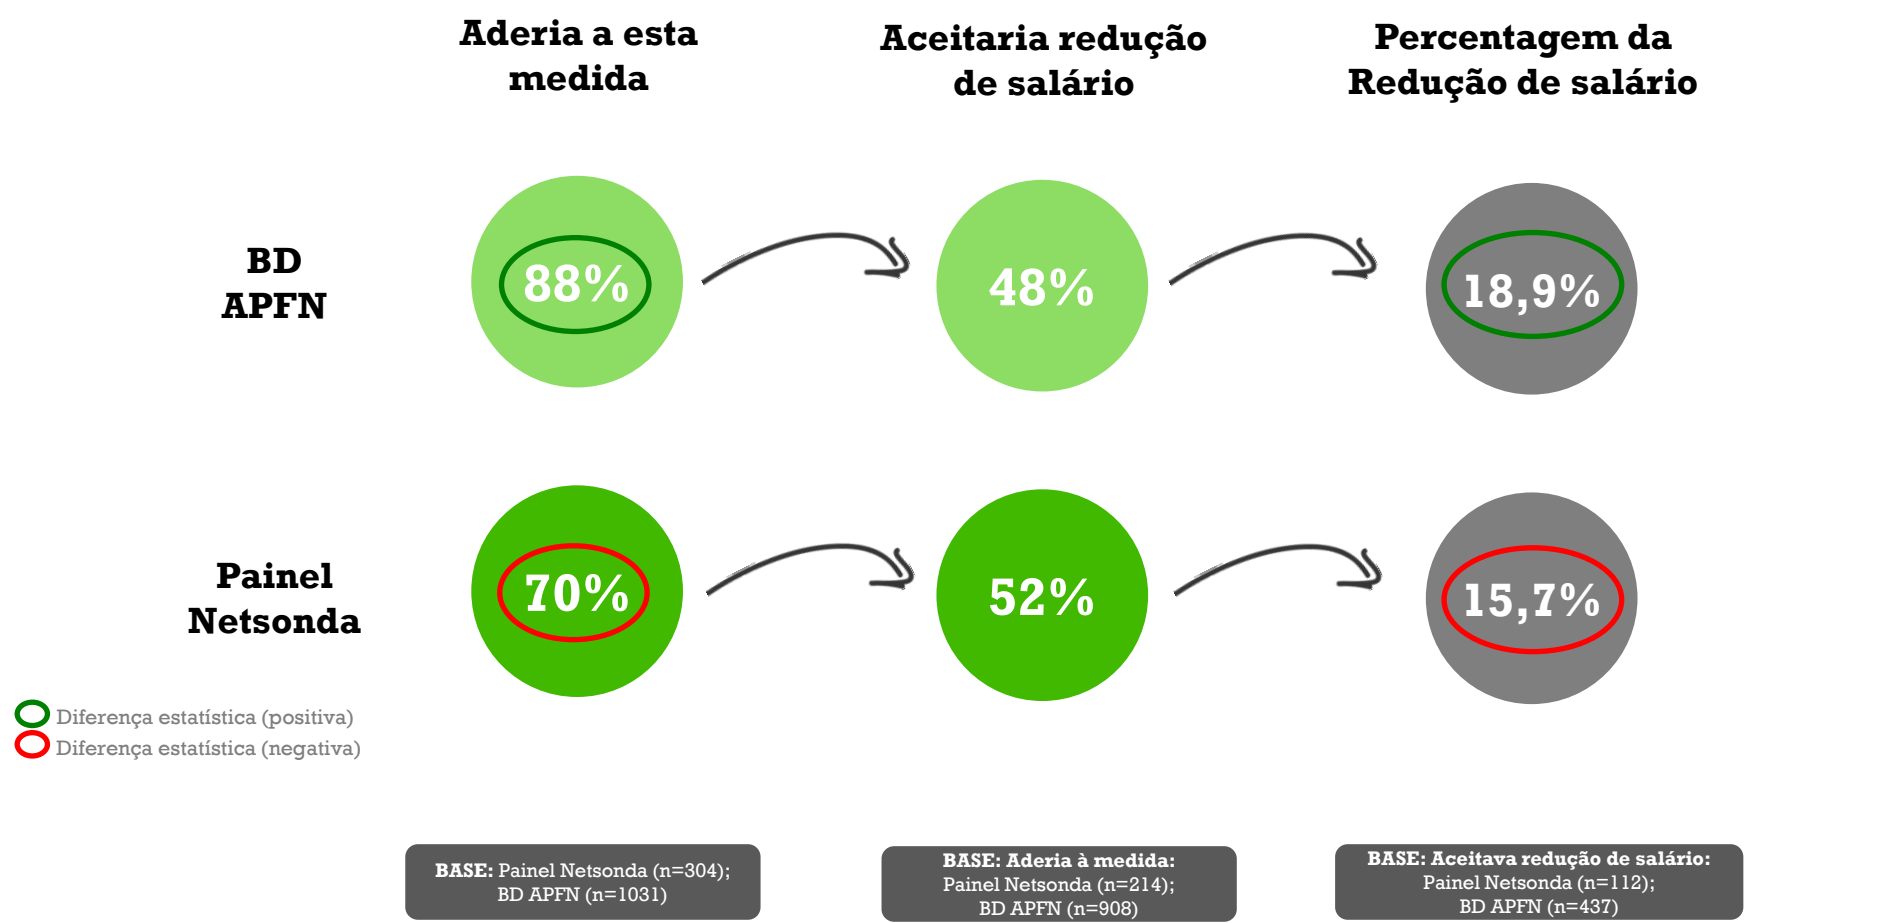 Aderia a esta
medida
Aceitaria redução
de salário
Percentagem da
Redução de salário
BD
APFN
88%
48%
18,9%
Painel
Netsonda
70%
52%
15,7%
Diferença estatística (positiva)
Diferença estatística (negativa)
BASE: Painel Netsonda (n=304);
BD APFN (n=1031)
BASE: Aderia à medida:
Painel Netsonda (n=214);
BD APFN (n=908)
BASE: Aceitava redução de salário:
Painel Netsonda (n=112);
BD APFN (n=437)